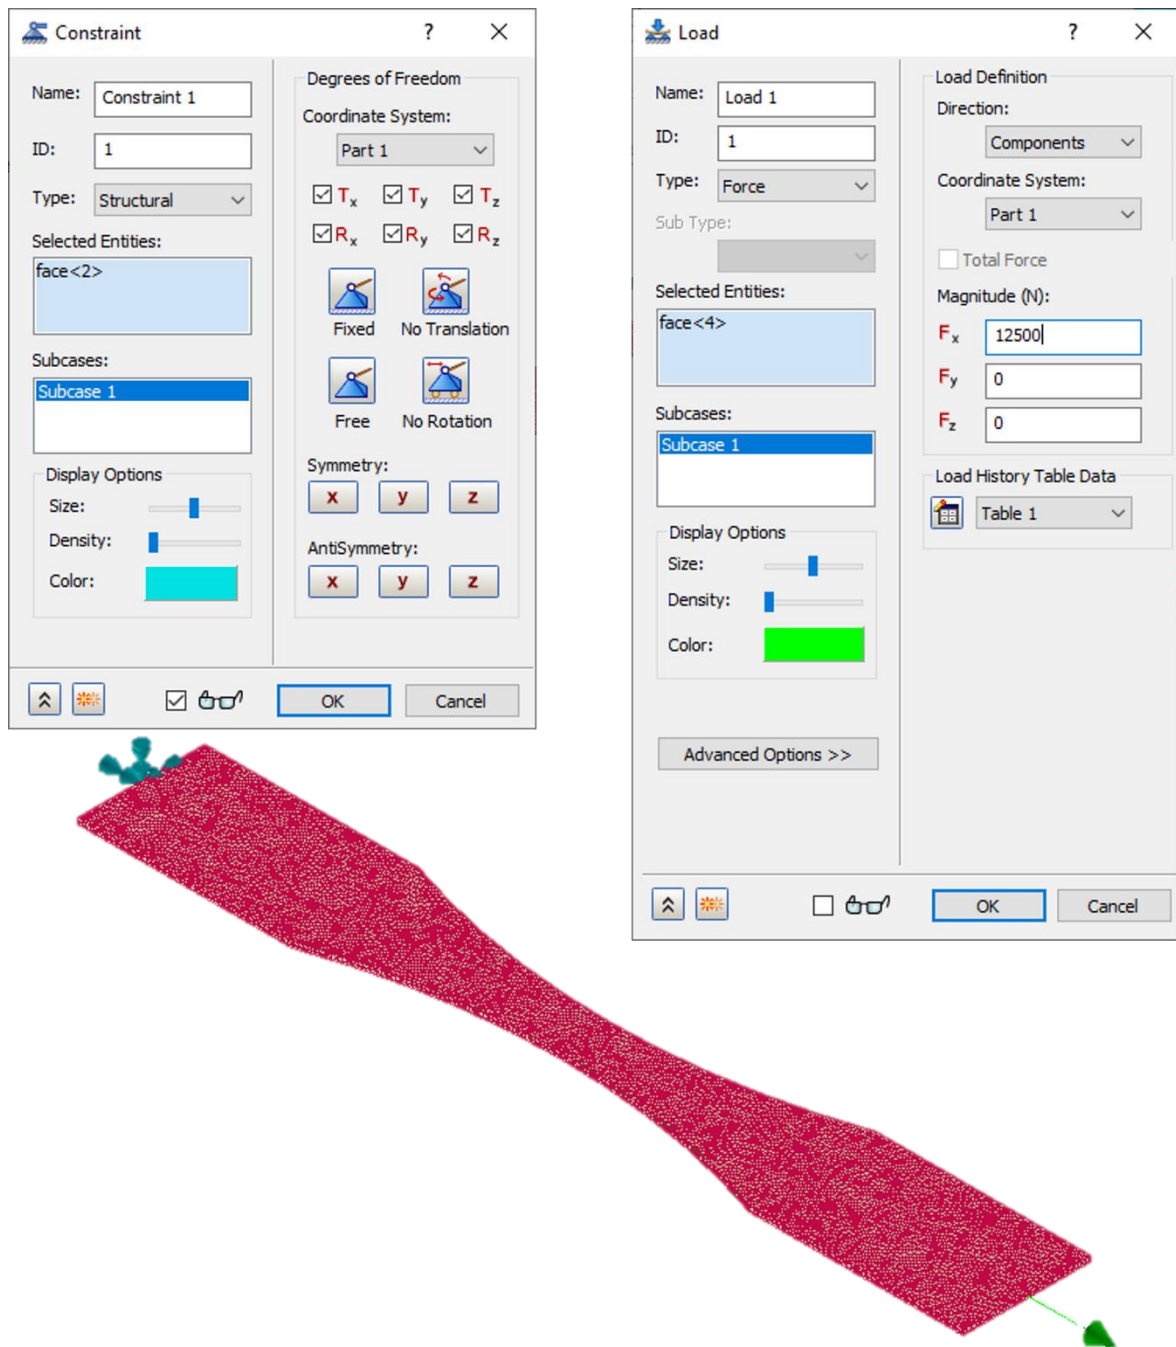 Constraint
?
Name: Constraint 1
ID: 1
Type: Structural
Selected Entities:
face<2>
Subcases:
Subcase 1
Display Options
Size:
Density:
Color:
Degrees of Freedom
Coordinate System:
Part 1
Tx Ty Tz
Rx Ry Rz
Fixed No Translation
Free No Rotation
Symmetry:
x y z
AntiSymmetry:
x y z
OK Cancel
Load
?
Name: Load 1
ID: 1
Type: Force
Sub Type:
Selected Entities:
face<4>
Subcases:
Subcase 1
Display Options
Size:
Density:
Color:
Advanced Options >>
Load Definition
Direction:
Components
Coordinate System:
Part 1
Total Force
Magnitude (N):
Fx 12500
Fy 0
Fz 0
Load History Table Data
Table 1
OK Cancel